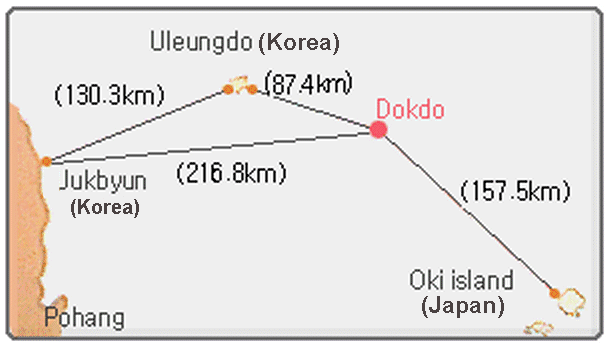 Uleungdo (Korea)
(130.3km)
(87.4km)
Dokdo
Jukbyun
(Korea)
(216.8km)
(157.5km)
Oki island
(Japan)
Pohang